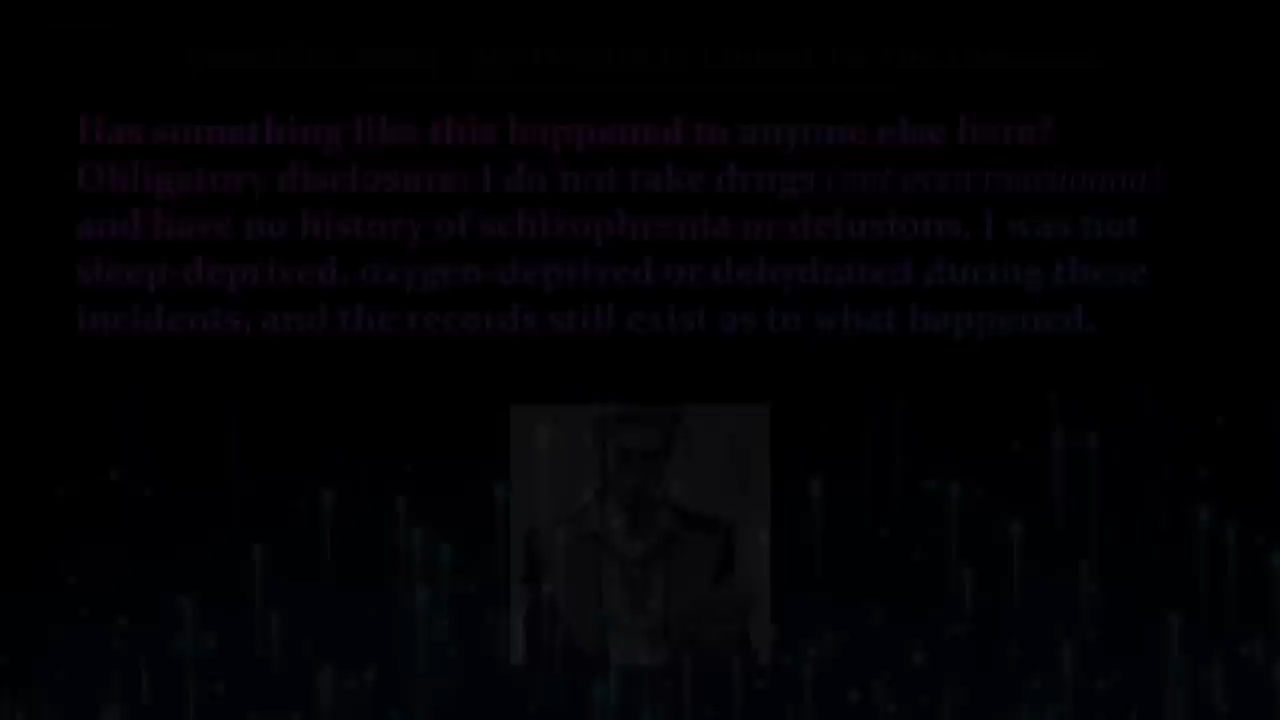 Has something like this happened to anyone else here?
Obligatory disclosure: I do not take drugs (not even marijuana)
and have no history of schizophrenia or delusions. I was not
sleep-deprived, oxygen-deprived or dehydrated during these
incidents, and the records still exist as to what happened.